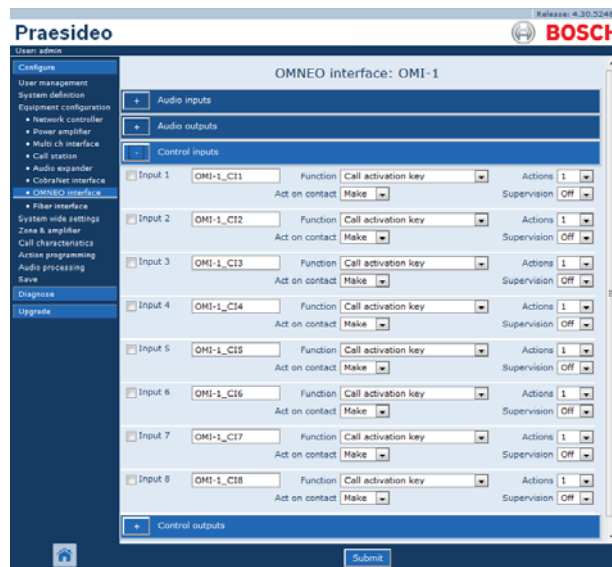 Release: 4.30.5248
Praesideo
BOSCH
User: admin
Configure
User management
System definition
Equipment configuration
• Network controller
• Power amplifier
• Multi ch interface
• Call station
• Audio expander
• CobraNet interface
• OMNEO interface
• Fiber interface
System wide settings
Zone & amplifier
Call characteristics
Action programming
Audio processing
Save
Diagnose
Upgrade
OMNEO interface: OMI-1
+ Audio inputs
+ Audio outputs
- Control inputs
Input 1 OMI-1_CI1 Function Call activation key Actions 1
Act on contact Make Supervision Off
Input 2 OMI-1_CI2 Function Call activation key Actions 1
Act on contact Make Supervision Off
Input 3 OMI-1_CI3 Function Call activation key Actions 1
Act on contact Make Supervision Off
Input 4 OMI-1_CI4 Function Call activation key Actions 1
Act on contact Make Supervision Off
Input 5 OMI-1_CI5 Function Call activation key Actions 1
Act on contact Make Supervision Off
Input 6 OMI-1_CI6 Function Call activation key Actions 1
Act on contact Make Supervision Off
Input 7 OMI-1_CI7 Function Call activation key Actions 1
Act on contact Make Supervision Off
Input 8 OMI-1_CI8 Function Call activation key Actions 1
Act on contact Make Supervision Off
+ Control outputs
Submit